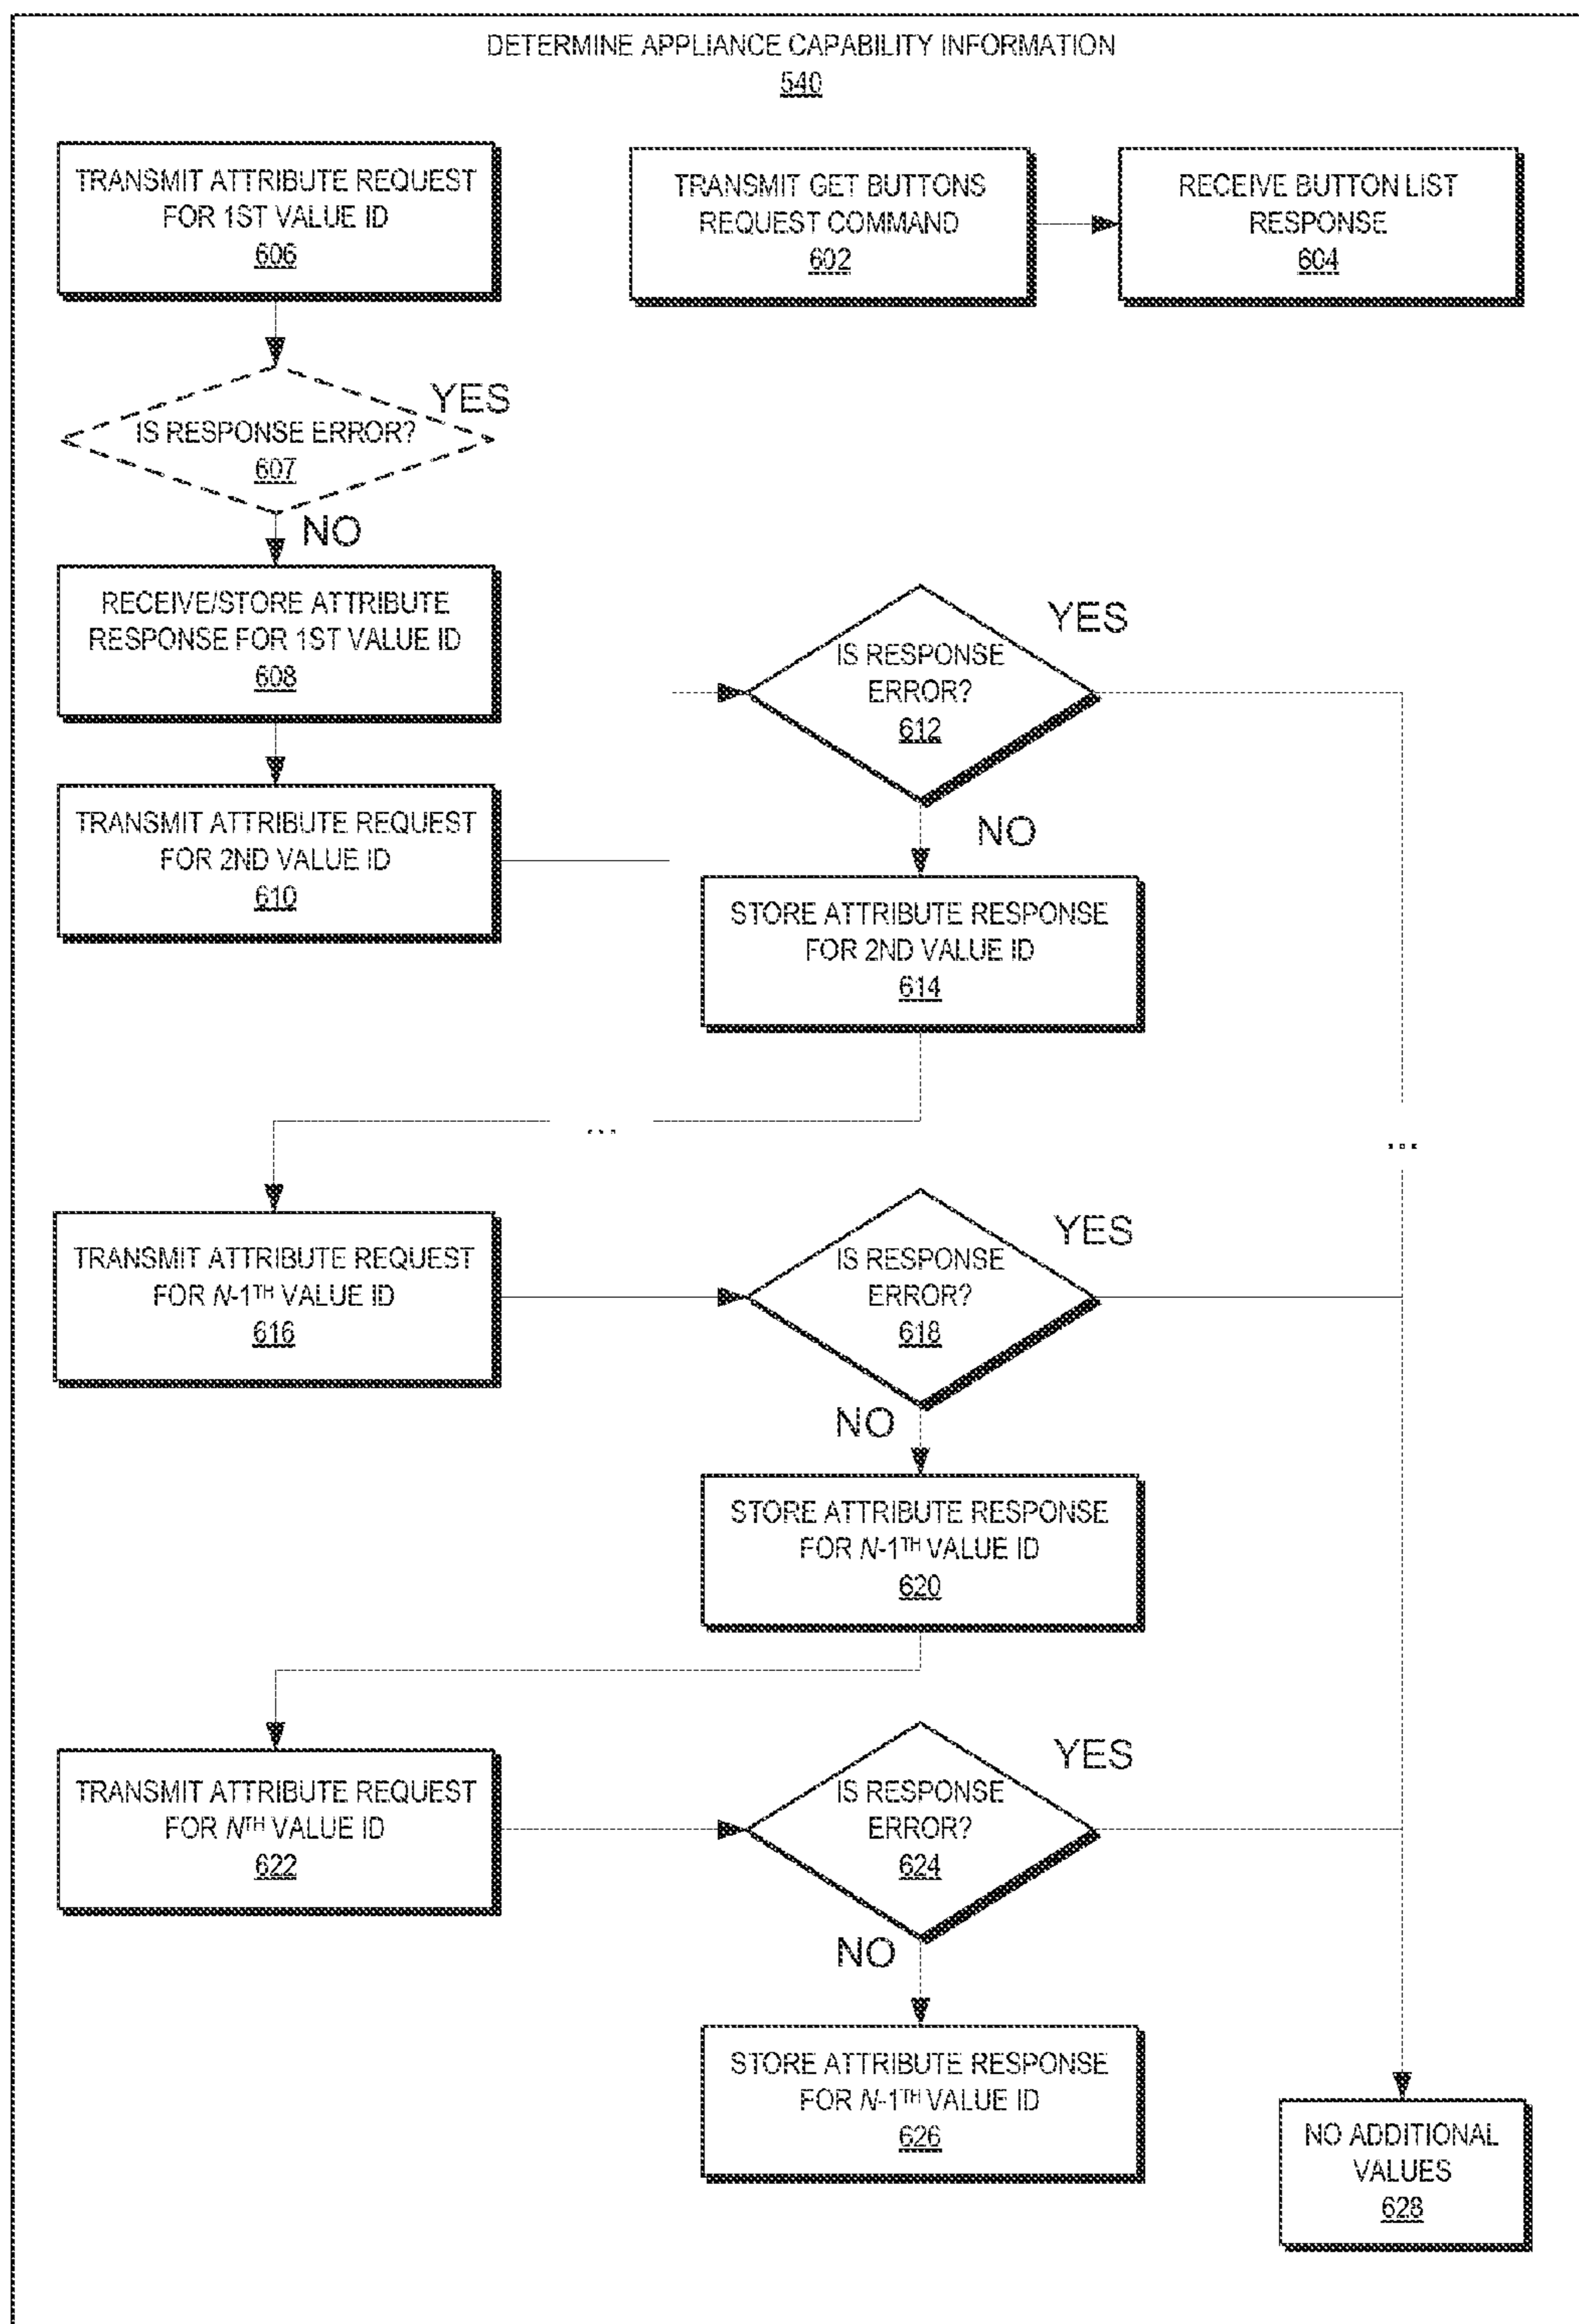 DETERMINE APPLIANCE CAPABILITY INFORMATION
540
TRANSMIT ATTRIBUTE REQUEST
FOR 1ST VALUE ID
606
TRANSMIT GET BUTTONS
REQUEST COMMAND
602
RECEIVE BUTTON LIST
RESPONSE
604
YES
IS RESPONSE ERROR?
607
NO
RECEIVE/STORE ATTRIBUTE
RESPONSE FOR 1ST VALUE ID
608
YES
IS RESPONSE
ERROR?
612
NO
TRANSMIT ATTRIBUTE REQUEST
FOR 2ND VALUE ID
610
STORE ATTRIBUTE RESPONSE
FOR 2ND VALUE ID
614
...
...
TRANSMIT ATTRIBUTE REQUEST
FOR N-1TH VALUE ID
616
YES
IS RESPONSE
ERROR?
618
NO
STORE ATTRIBUTE RESPONSE
FOR N-1TH VALUE ID
620
TRANSMIT ATTRIBUTE REQUEST
FOR NTH VALUE ID
622
YES
IS RESPONSE
ERROR?
624
NO
STORE ATTRIBUTE RESPONSE
FOR N-1TH VALUE ID
626
NO ADDITIONAL
VALUES
628